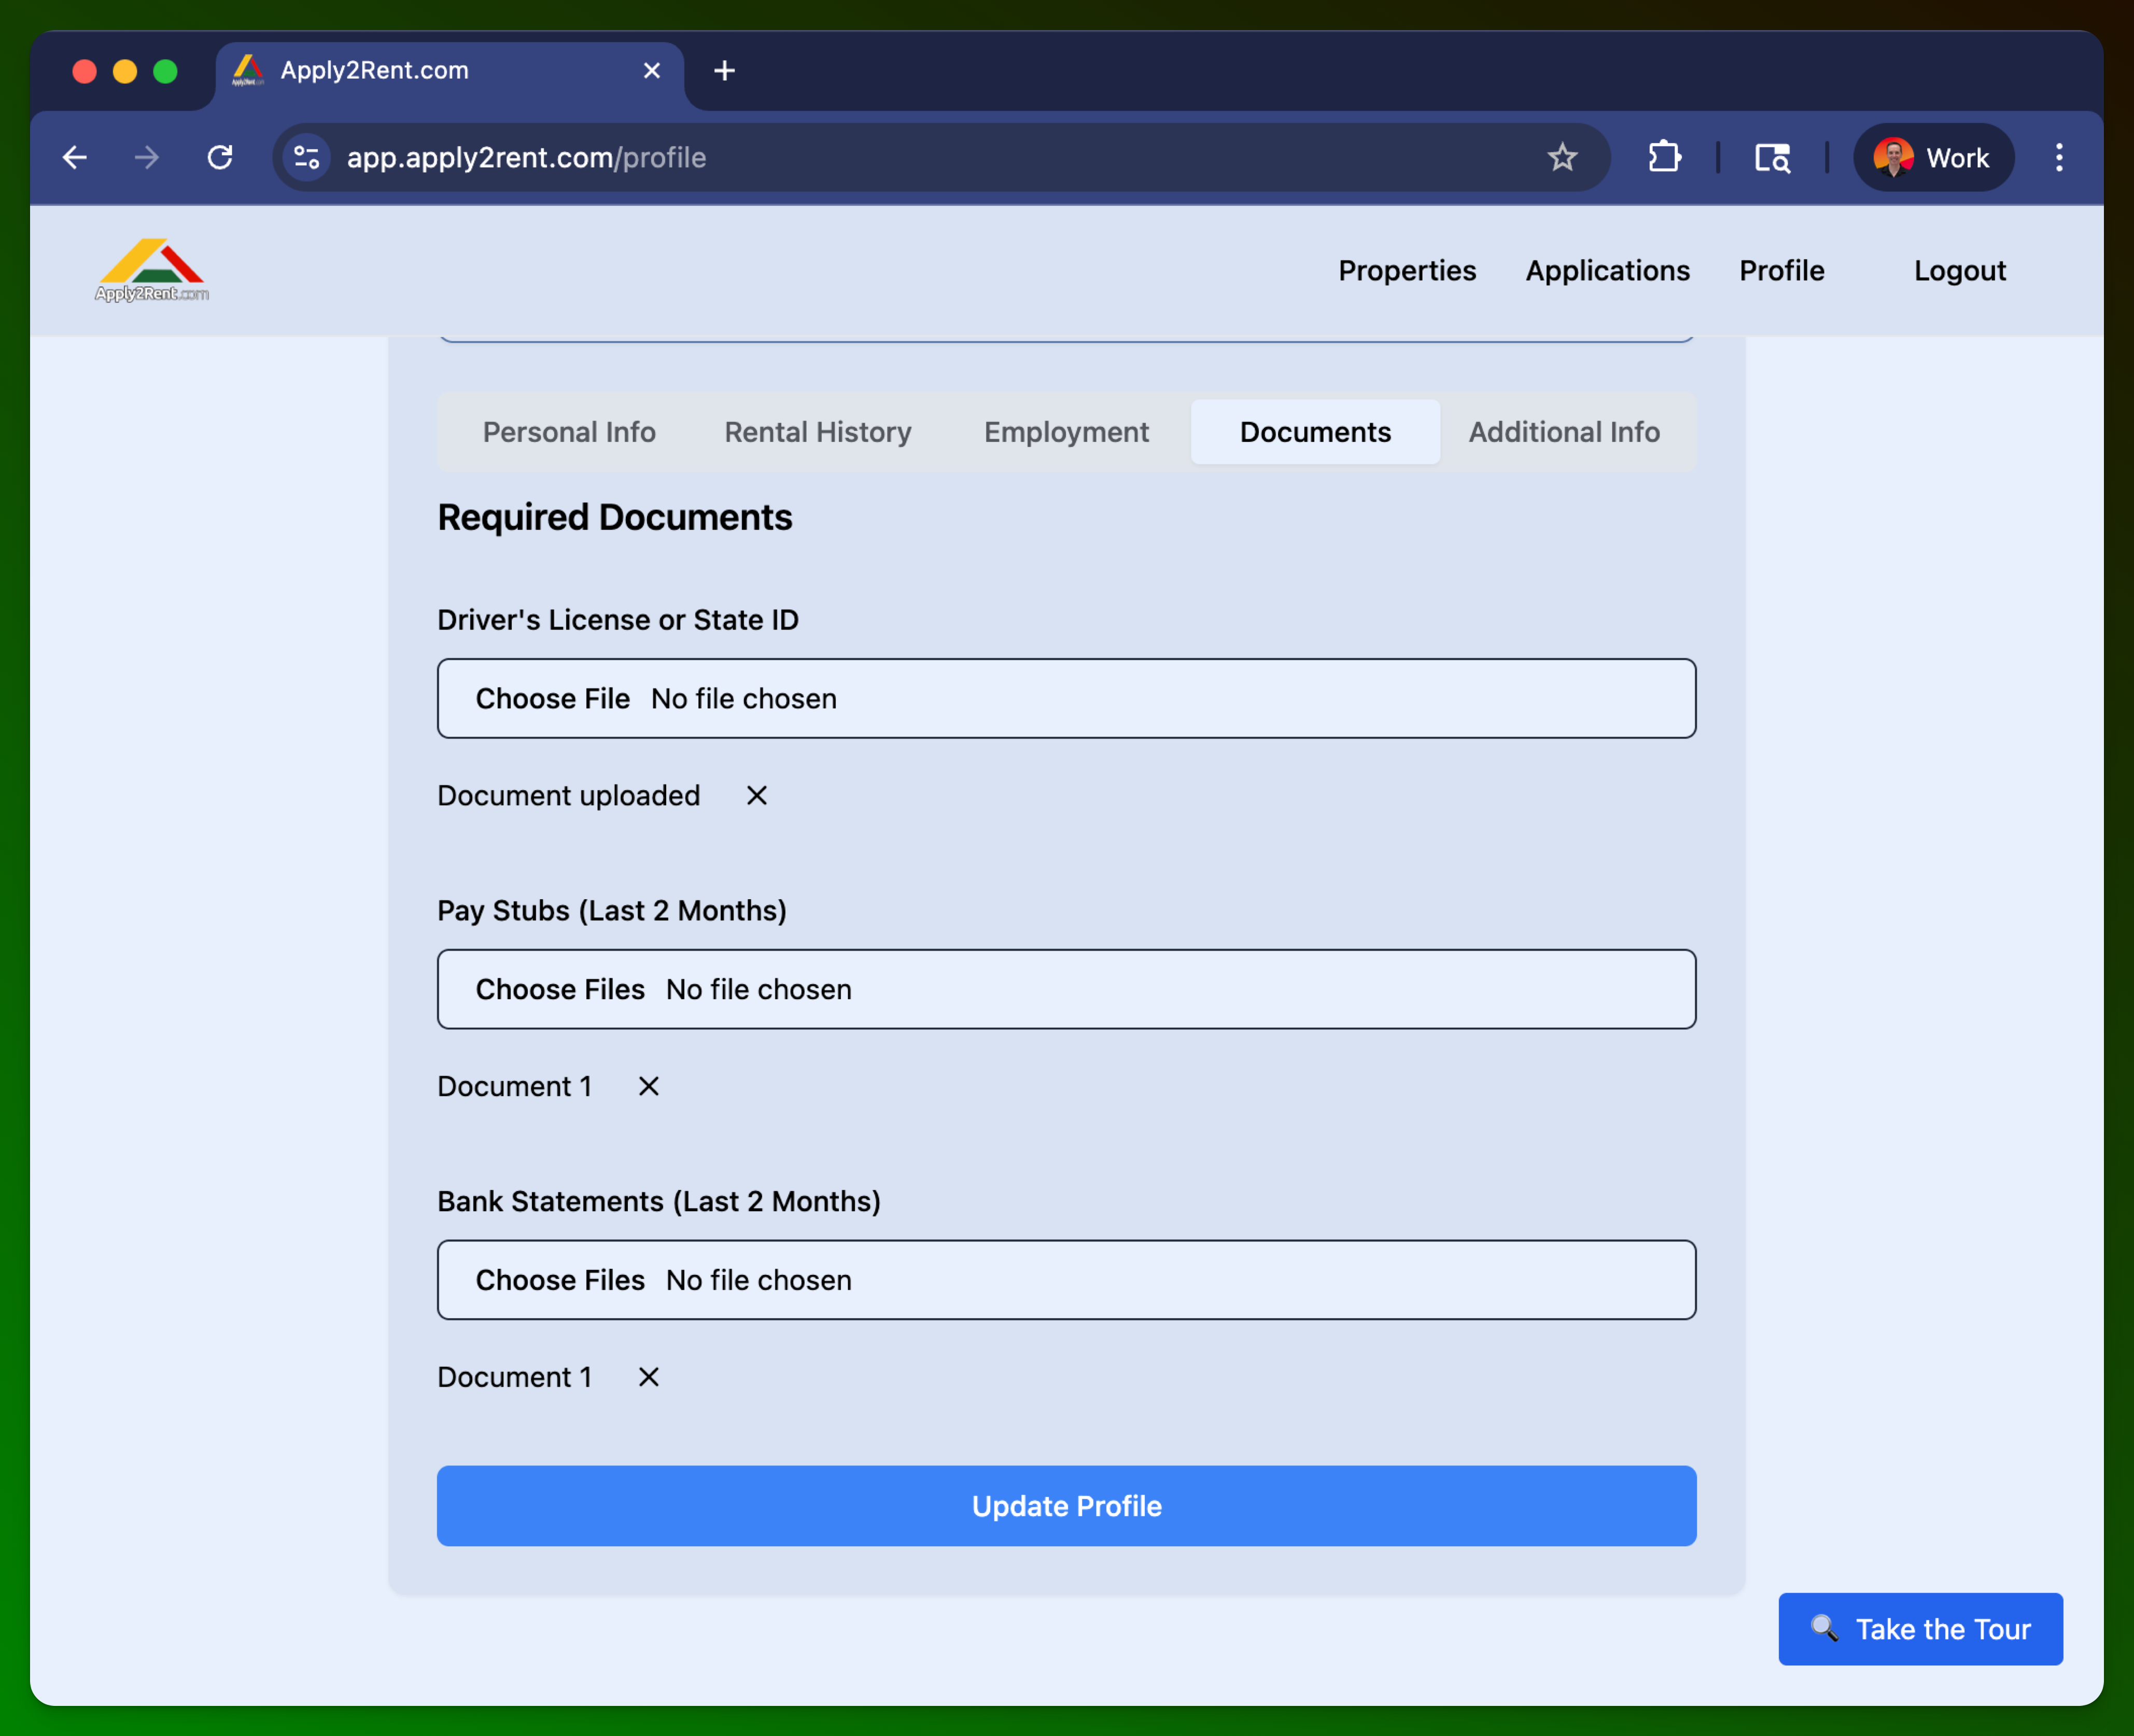 Apply2Rent.com
app.apply2rent.com/profile
Work
Apply2Rent.com
Properties
Applications
Profile
Logout
Personal Info
Rental History
Employment
Documents
Additional Info
Required Documents
Driver's License or State ID
Choose File No file chosen
Document uploaded
Pay Stubs (Last 2 Months)
Choose Files No file chosen
Document 1
Bank Statements (Last 2 Months)
Choose Files No file chosen
Document 1
Update Profile
Take the Tour